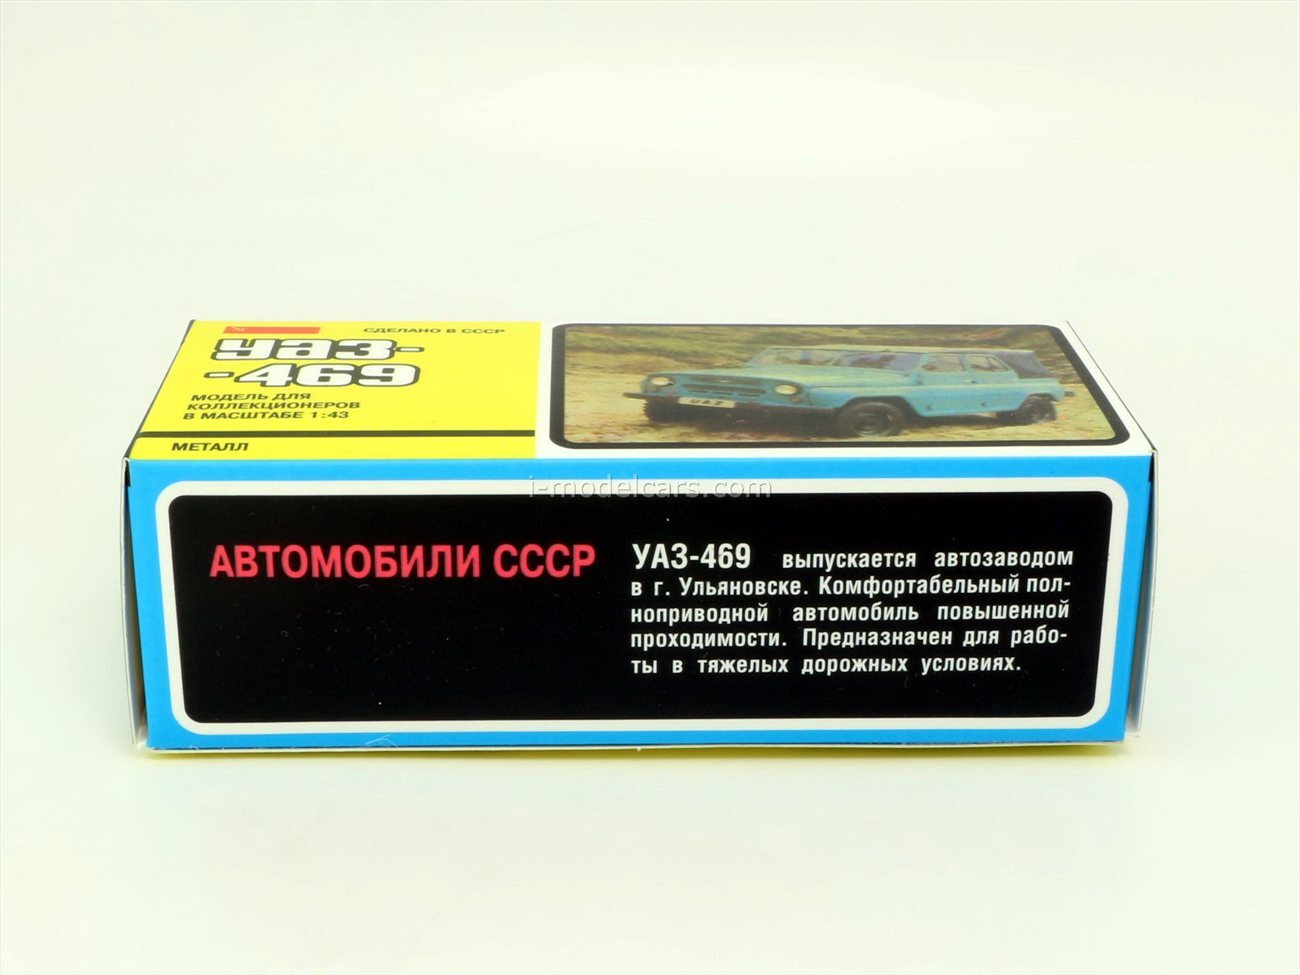 СДЕЛАНО В СССР
уаз-
-469
МОДЕЛЬ ДЛЯ
КОЛЛЕКЦИОНЕРОВ
В МАСШТАБЕ 1:43
МЕТАЛЛ
UAZ
i-modelcars.com
АВТОМОБИЛИ СССР
УАЗ-469 выпускается автозаводом
в г. Ульяновске. Комфортабельный пол-
ноприводной автомобиль повышенной
проходимости. Предназначен для рабо-
ты в тяжелых дорожных условиях.